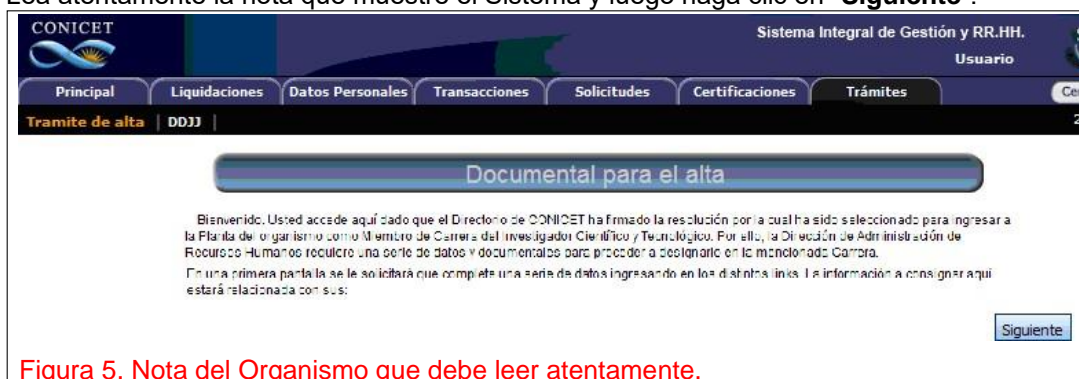 Lea atentamente la nota que muestre el Sistema y luego haga clic en "Siguiente".
CONICET
Sistema Integral de Gestión y RR.HH.
Usuario
Principal Liquidaciones Datos Personales Transacciones Solicitudes Certificaciones Trámites
Tramite de alta | DDJJ |
Documental para el alta
Bienvenido. Usted accede aquí dado que el Directorio de CONICET ha firmado la resolución por la cual ha sido seleccionado para ingresar a
la Planta del organismo como Miembro de Carrera del Investigador Científico y Tecnológico. Por ello, la Dirección de Administración de
Recursos Humanos requiere una serie de datos y documentales para proceder a designarlo en la mencionada Carrera.
En una primera pantalla se le solicitará que complete una serie de datos ingresando en los distintos links. La información a consignar aquí
estará relacionada con sus:
Siguiente
Figura 5. Nota del Organismo que debe leer atentamente.